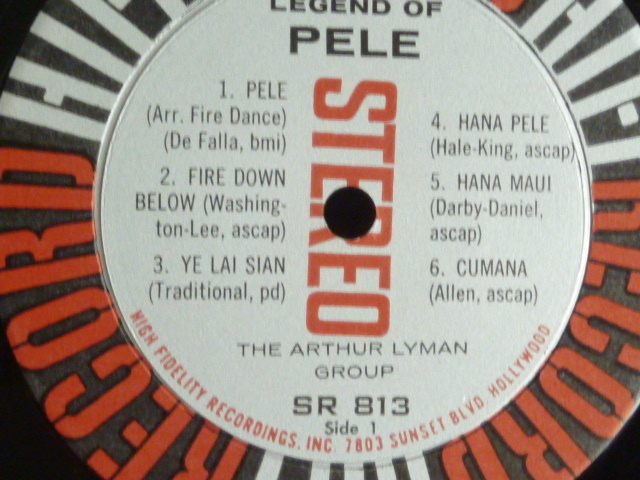 LEGEND OF
PELE
STEREO
1. PELE
(Arr. Fire Dance)
(De Falla, bmi)
2. FIRE DOWN
BELOW (Washing-
ton-Lee, ascap)
3. YE LAI SIAN
(Traditional, pd)
4. HANA PELE
(Hale-King, ascap)
5. HANA MAUI
(Darby-Daniel,
ascap)
6. CUMANA
(Allen, ascap)
THE ARTHUR LYMAN
GROUP
SR 813
Side 1
HIGH FIDELITY RECORDINGS, INC. 7803 SUNSET BLVD. HOLLYWOOD
RECORD
RECORD